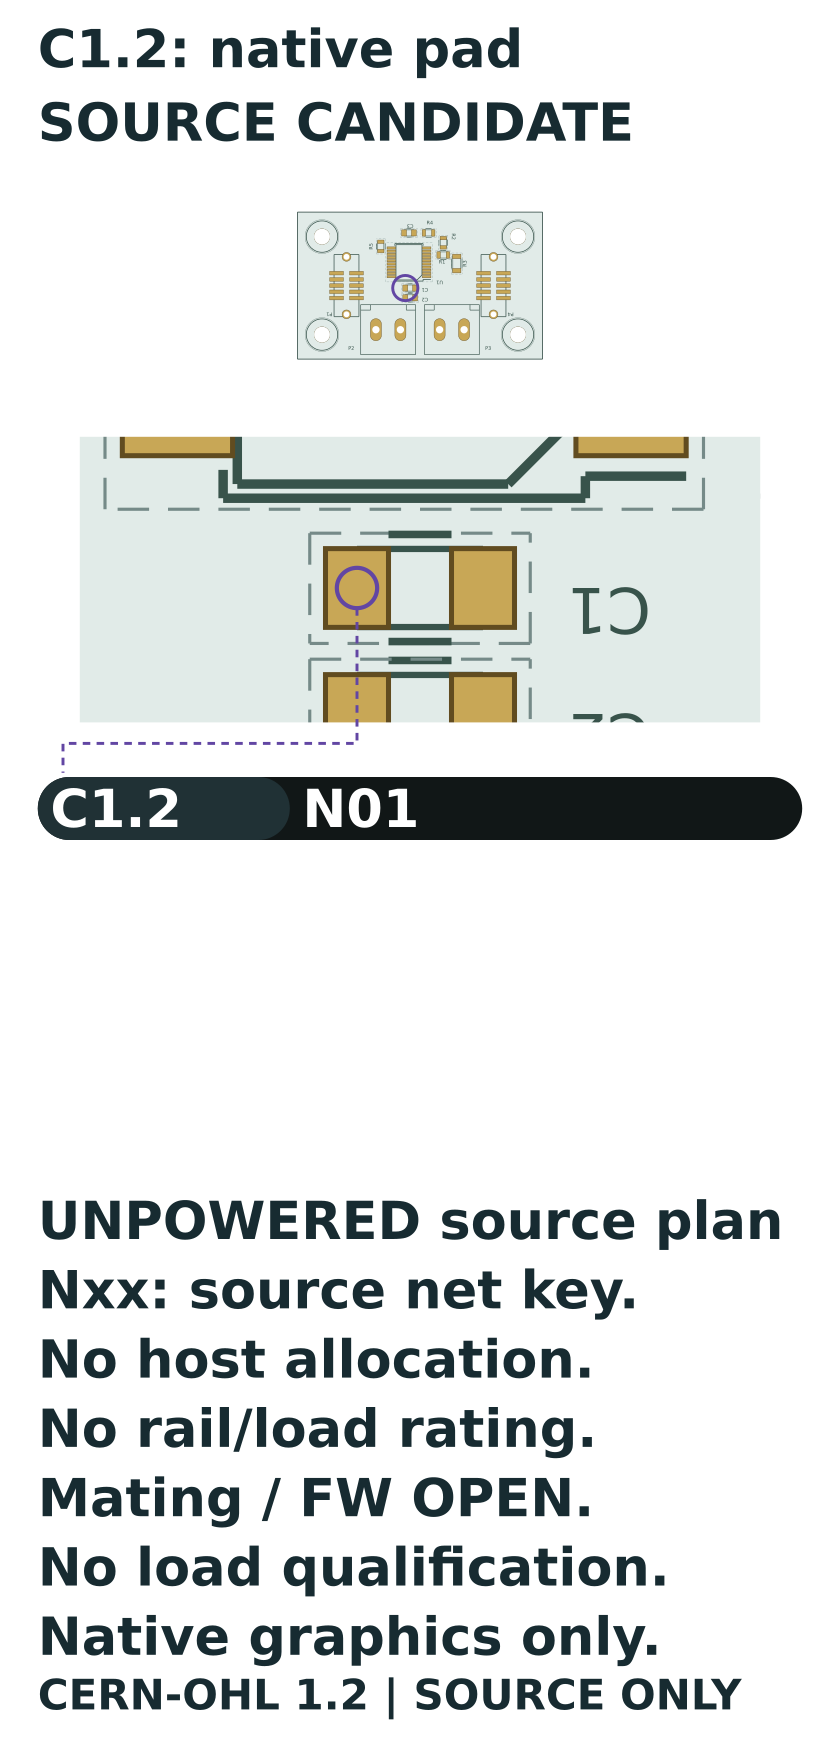 C1.2: native pad
SOURCE CANDIDATE
C1
C1.2 N01
UNPOWERED source plan
Nxx: source net key.
No host allocation.
No rail/load rating.
Mating / FW OPEN.
No load qualification.
Native graphics only.
CERN-OHL 1.2 | SOURCE ONLY